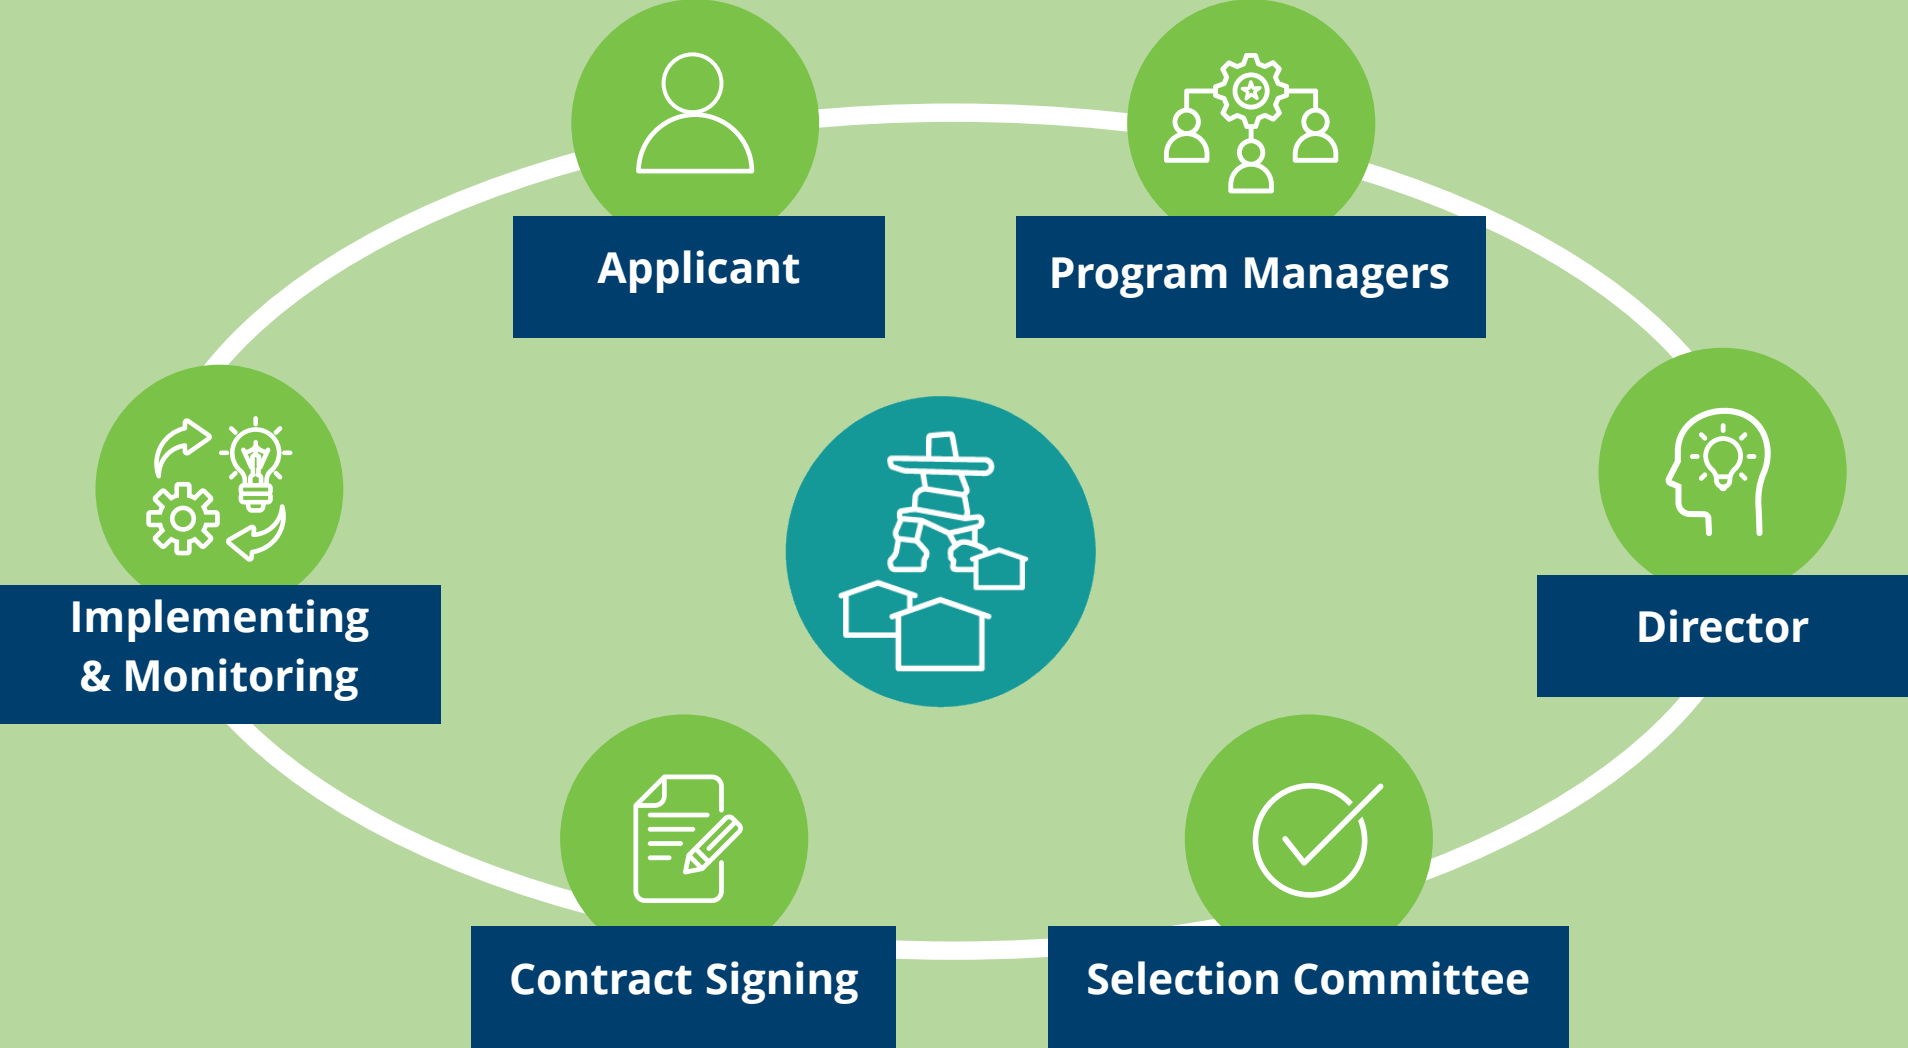 Applicant
Program Managers
Director
Selection Committee
Contract Signing
Implementing
& Monitoring